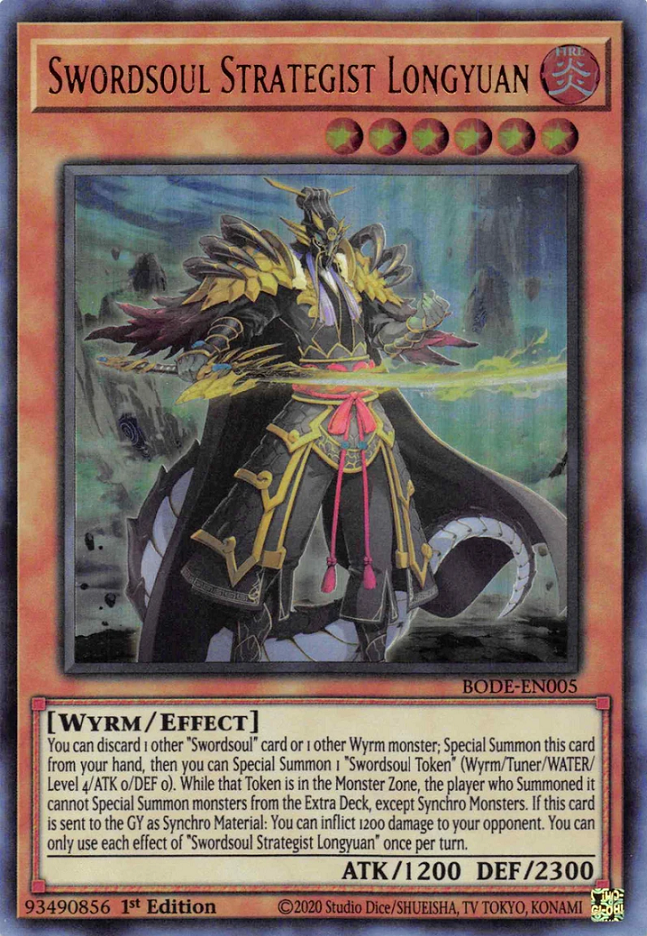 SWORDSOUL STRATEGIST LONGYUAN
FIRE
炎
BODE-EN005
[WYRM/EFFECT]
You can discard 1 other "Swordsoul" card or 1 other Wyrm monster; Special Summon this card
from your hand, then you can Special Summon 1 "Swordsoul Token" (Wyrm/Tuner/WATER/
Level 4/ATK 0/DEF 0). While that Token is in the Monster Zone, the player who Summoned it
cannot Special Summon monsters from the Extra Deck, except Synchro Monsters. If this card
is sent to the GY as Synchro Material: You can inflict 1200 damage to your opponent. You can
only use each effect of "Swordsoul Strategist Longyuan" once per turn.
ATK/1200 DEF/2300
93490856 1st Edition ©2020 Studio Dice/SHUEISHA, TV TOKYO, KONAMI